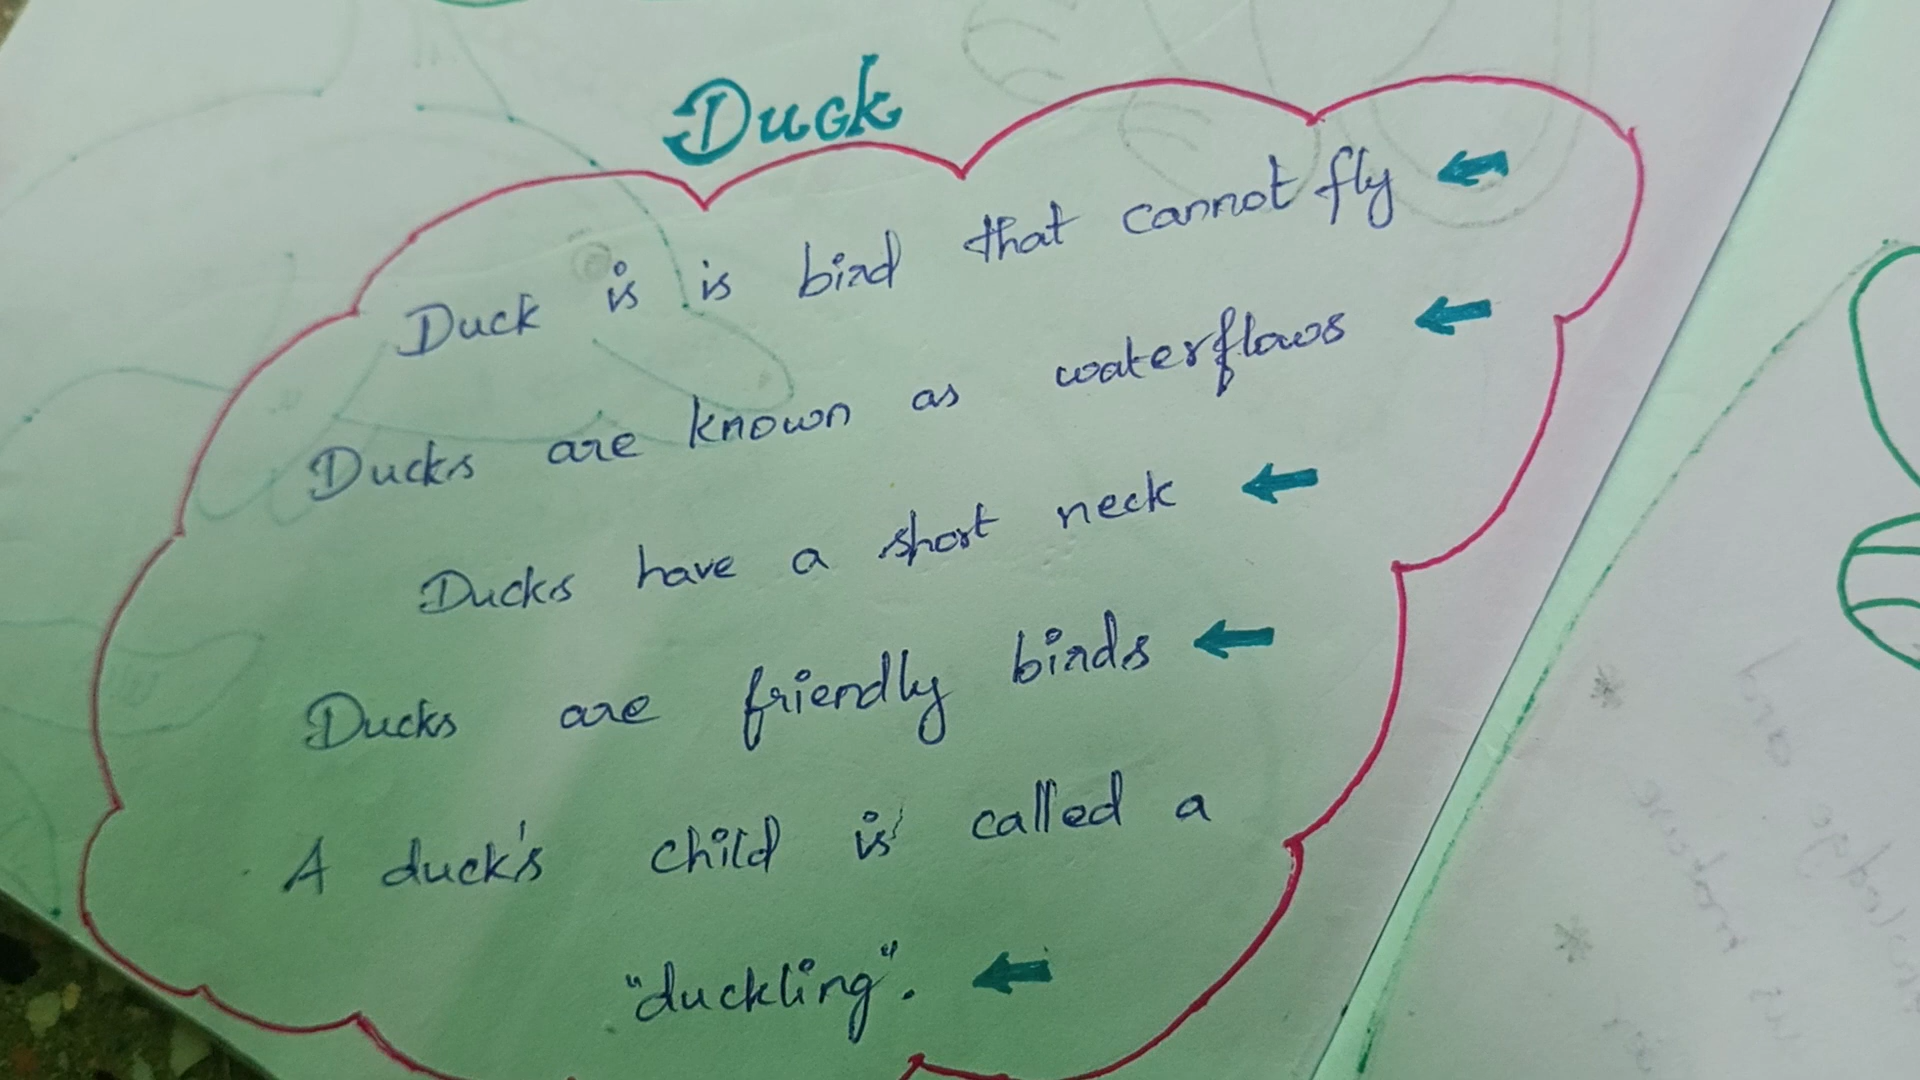 Duck
Duck is is bird that cannot fly
Ducks are known as waterflows
Ducks have a short neck
Ducks are friendly birds
A duck's child is called a
"duckling".